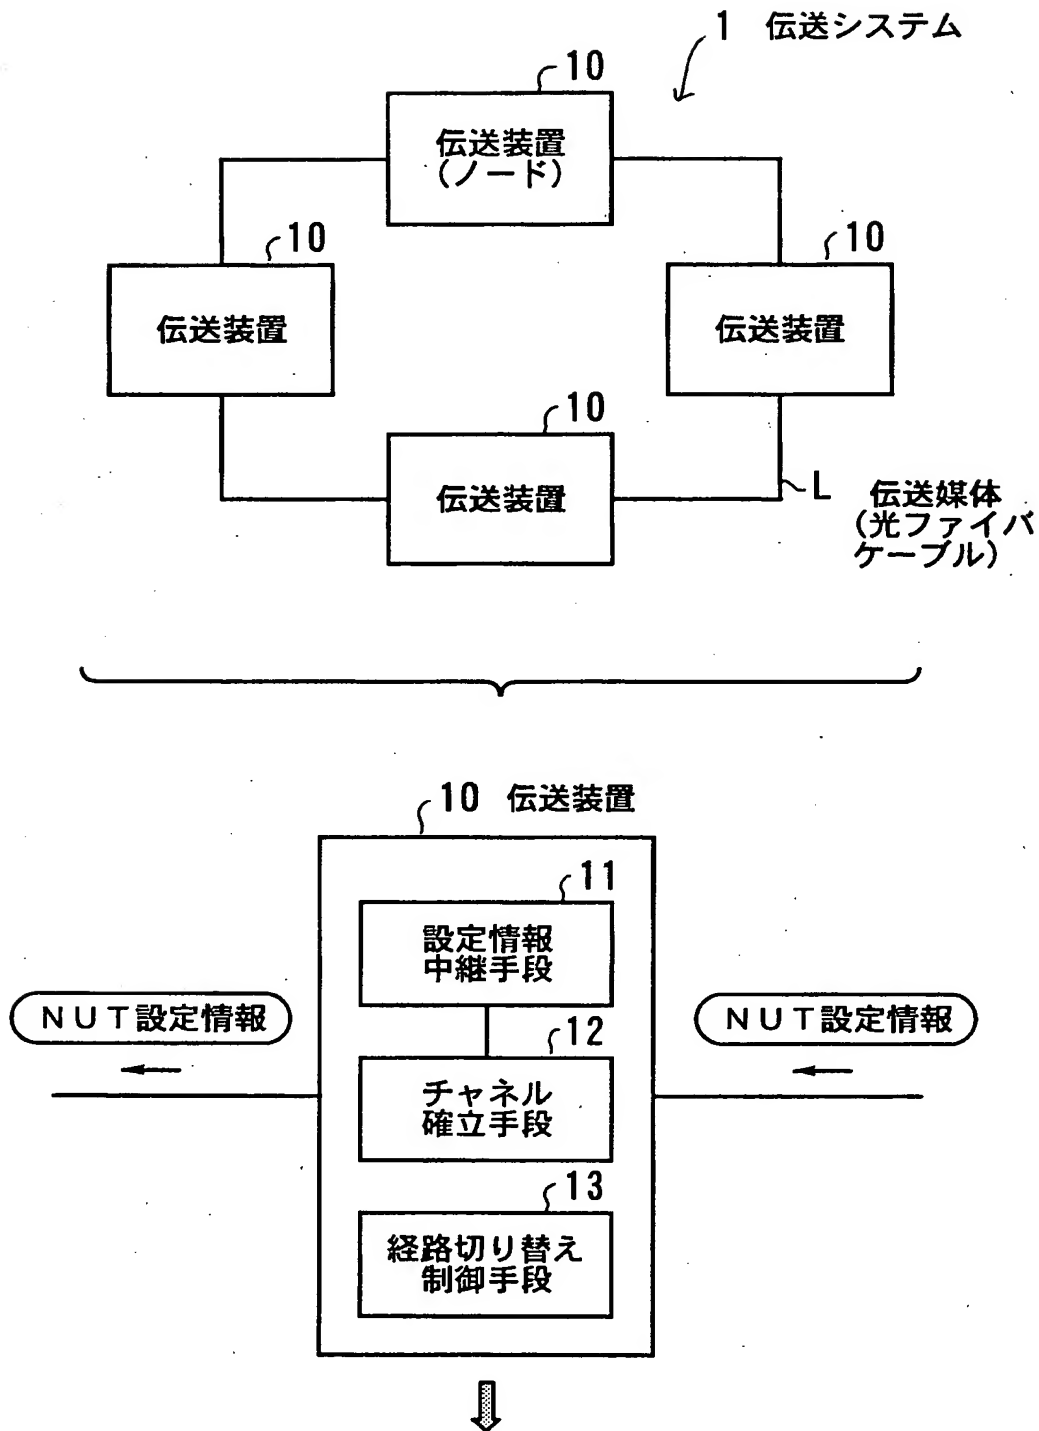 1 伝送システム
10
伝送装置
(ノード)
10
10
伝送装置
伝送装置
10
伝送装置
L 伝送媒体
(光ファイバ
ケーブル)
10 伝送装置
11
設定情報
中継手段
NUT設定情報
NUT設定情報
12
チャネル
確立手段
13
経路切り替え
制御手段